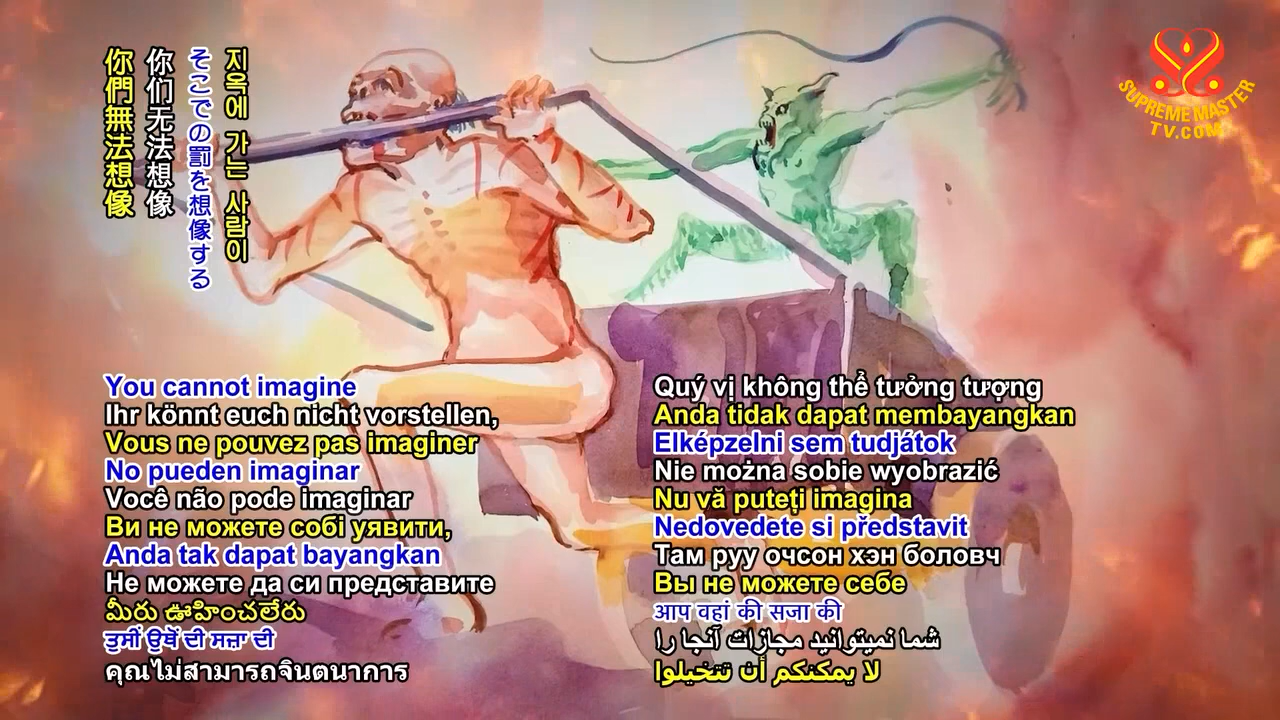 你們無法想像
你们无法想像
そこでの罰を想像する
지옥에 가는 사람이
SUPREME MASTER
TV.COM
You cannot imagine
Ihr könnt euch nicht vorstellen,
Vous ne pouvez pas imaginer
No pueden imaginar
Você não pode imaginar
Ви не можете собі уявити,
Anda tak dapat bayangkan
Не можете да си представите
మీరు ఊహించలేరు
ਤੁਸੀਂ ਉਥੋਂ ਦੀ ਸਜ਼ਾ ਦੀ
คุณไม่สามารถจินตนาการ
Quý vị không thể tưởng tượng
Anda tidak dapat membayangkan
Elképzelni sem tudjátok
Nie można sobie wyobrazić
Nu vă puteți imagina
Nedovedete si představit
Там руу очсон хэн боловч
Вы не можете себе
आप वहां की सजा की
شما نمیتوانید مجازات آنجا را
لا يمكنكم أن تتخيلوا